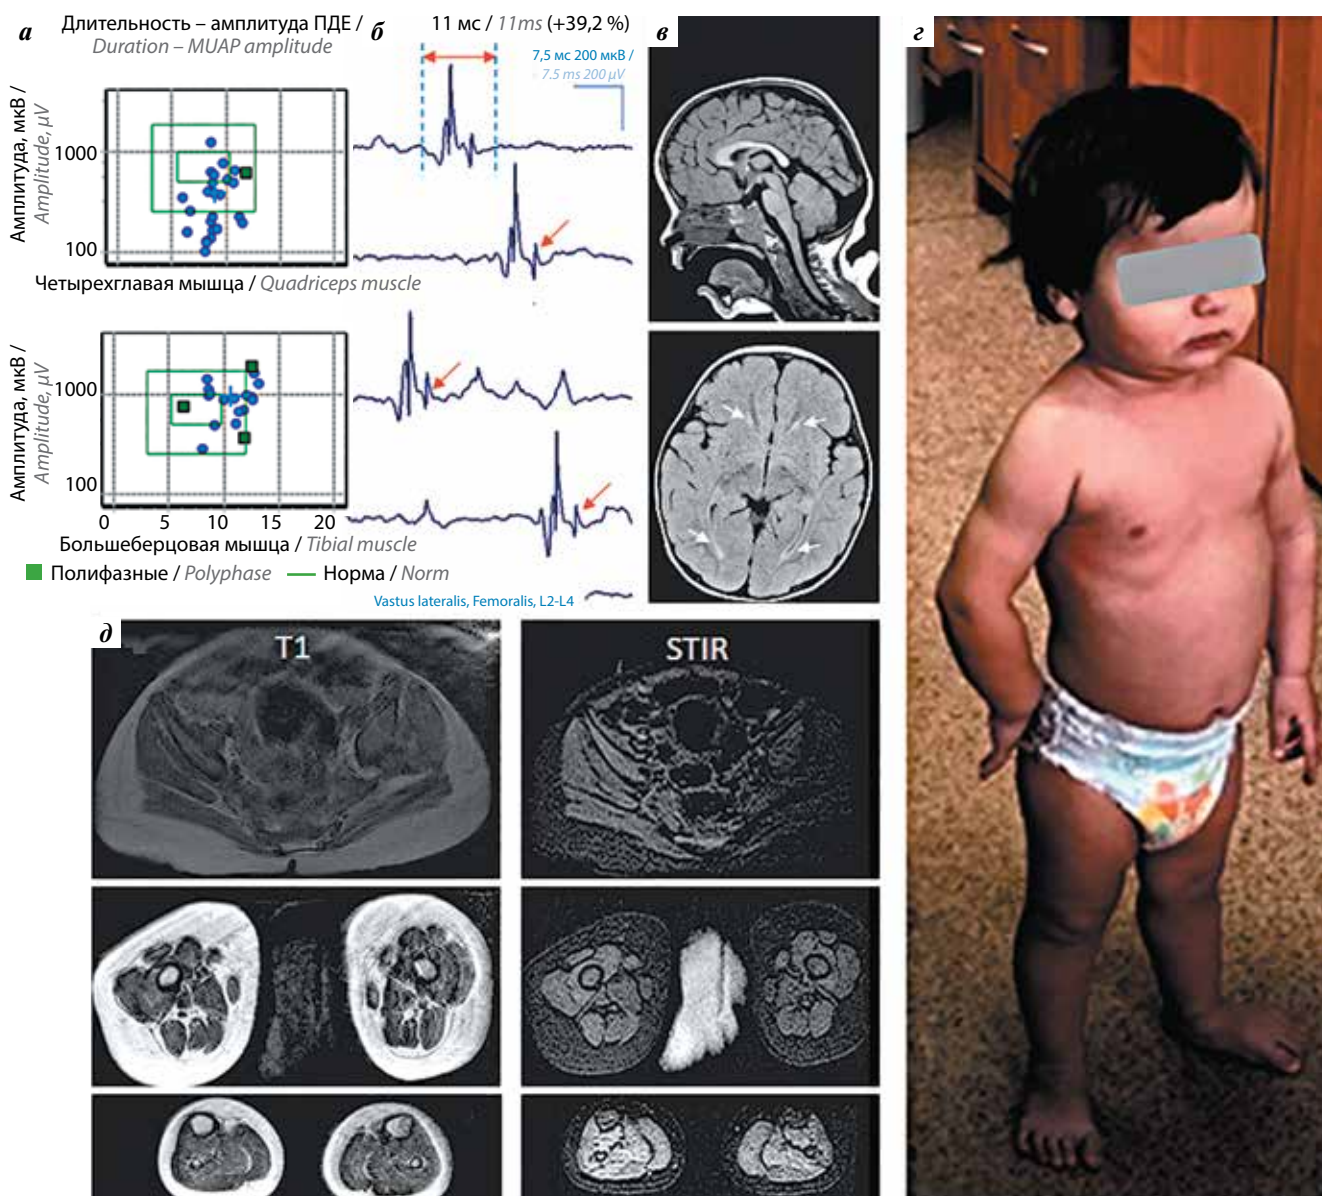 а
Длительность – амплитуда ПДЕ /
Duration – MUAP amplitude
Амплитуда, мкВ /
Amplitude, µV
1000
100
Четырехглавая мышца / Quadriceps muscle
Амплитуда, мкВ /
Amplitude, µV
1000
100
0 5 10 15 20
Большеберцовая мышца / Tibial muscle
Полифазные / Polyphase Норма / Norm
б
11 мс / 11ms (+39,2 %)
7,5 мс 200 мкВ /
7.5 ms 200 µV
Vastus lateralis, Femoralis, L2-L4
в
г
д
T1
STIR